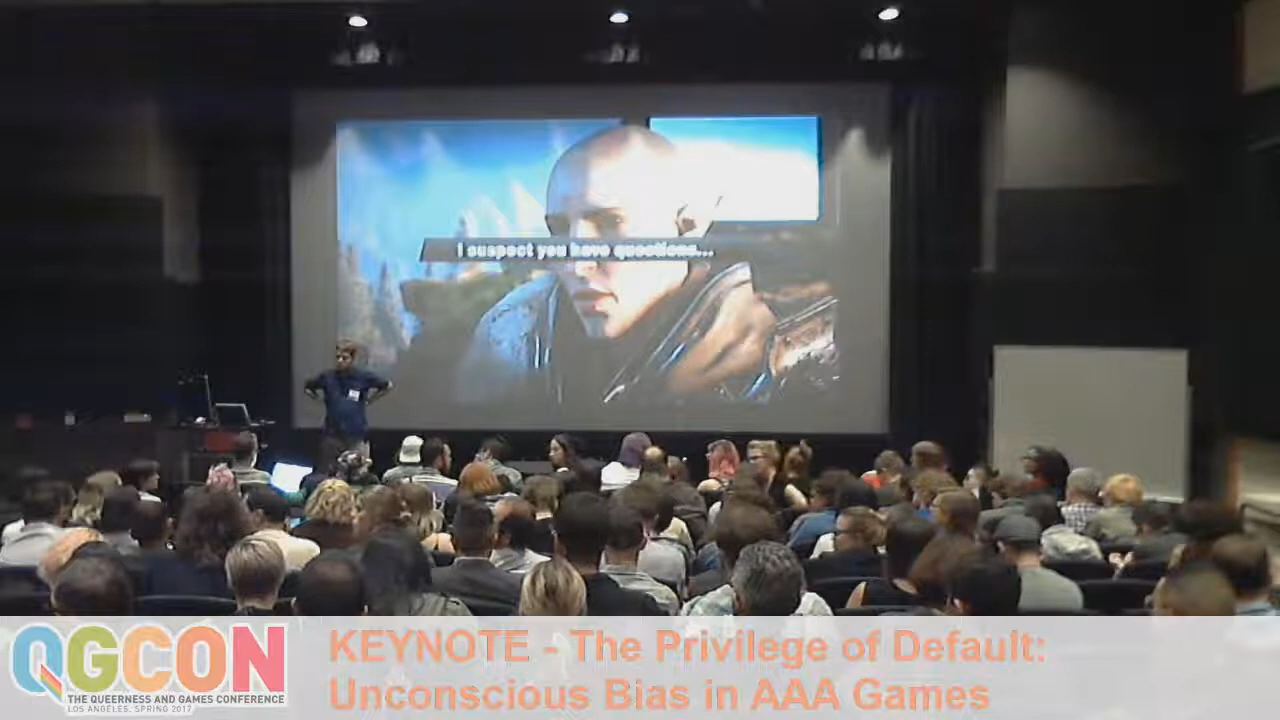 I suspect you have questions...
QGCON
THE QUEERNESS AND GAMES CONFERENCE
LOS ANGELES, SPRING 2017
KEYNOTE - The Privilege of Default:
Unconscious Bias in AAA Games